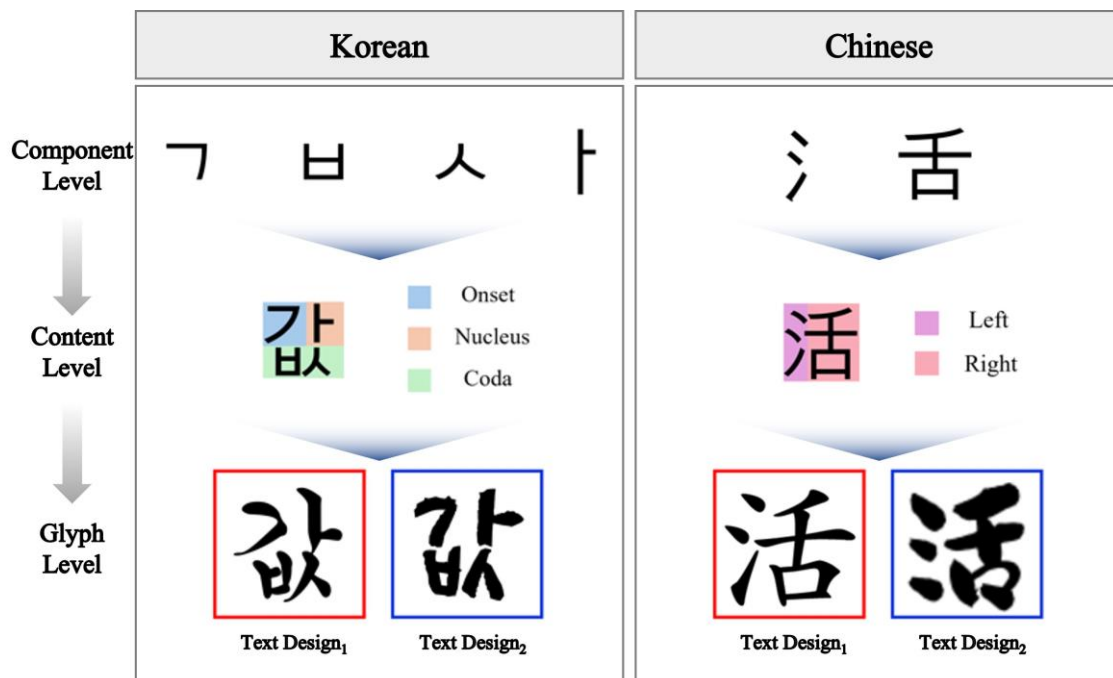 Korean
Chinese
Component
Level
ㄱ ㅂ ㅅ ㅏ
氵 舌
Content
Level
값
Onset
Nucleus
Coda
活
Left
Right
Glyph
Level
값 값
活 活
Text Design₁ Text Design₂
Text Design₁ Text Design₂